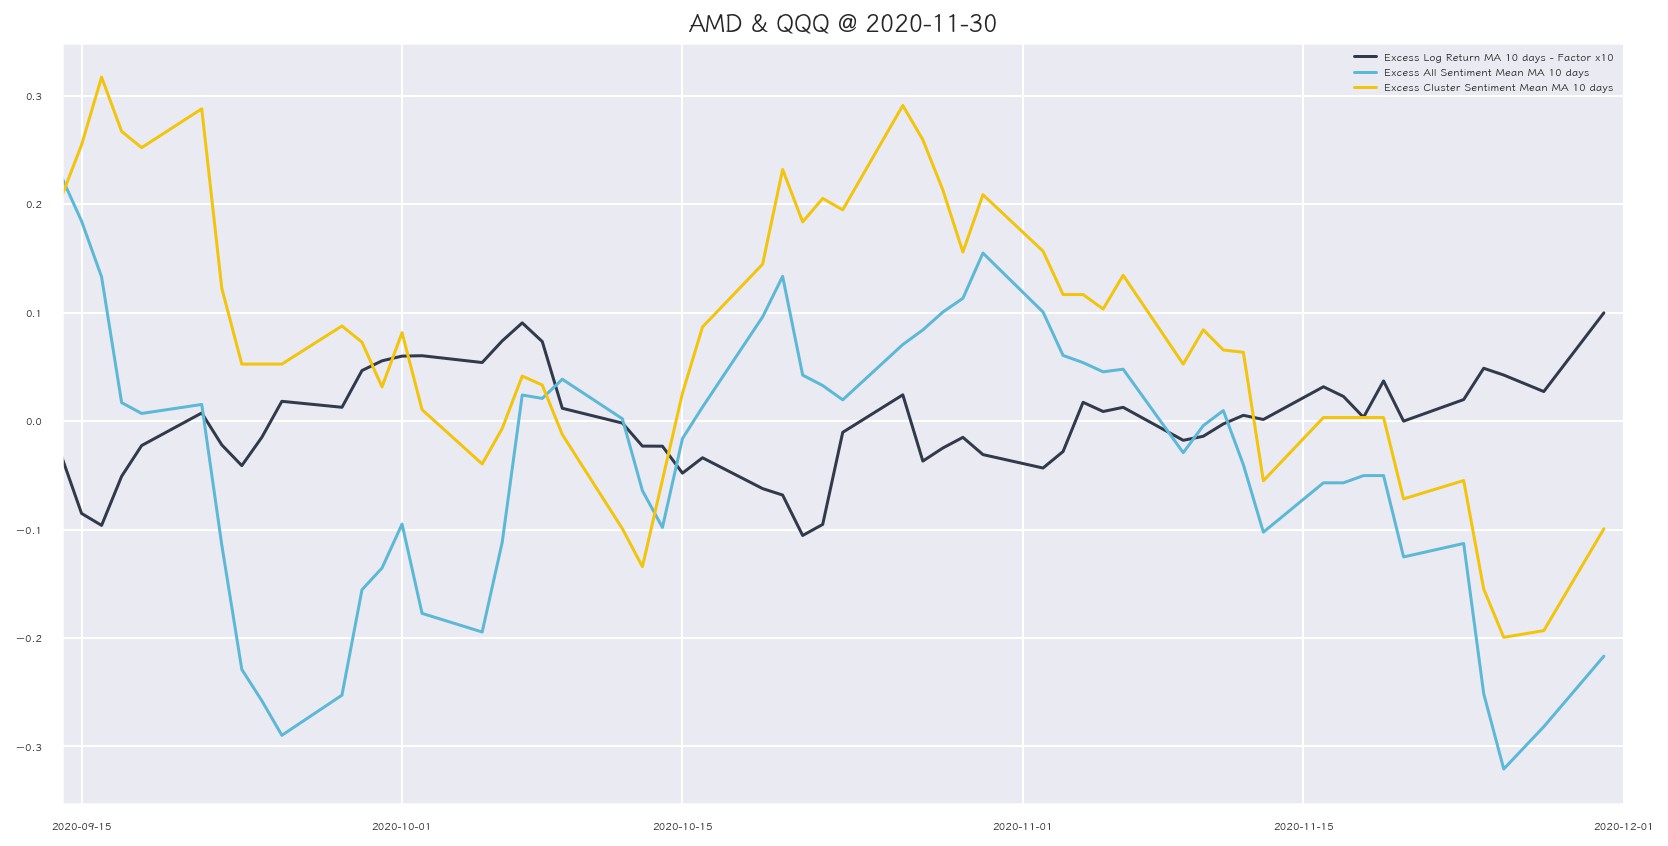 AMD & QQQ @ 2020-11-30
Excess Log Return MA 10 days - Factor x10
Excess All Sentiment Mean MA 10 days
Excess Cluster Sentiment Mean MA 10 days
0.3
0.2
0.1
0.0
−0.1
−0.2
−0.3
2020-09-15 2020-10-01 2020-10-15 2020-11-01 2020-11-15 2020-12-01